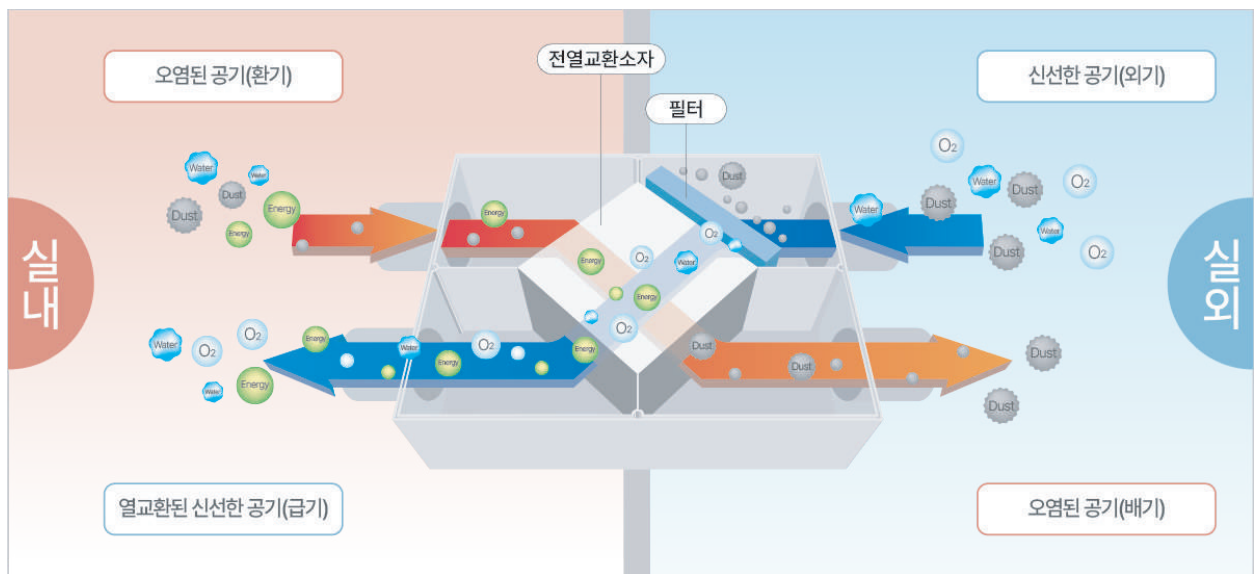 오염된 공기(환기)
전열교환소자
필터
신선한 공기(외기)
Water
Water
Dust
Dust
Energy
Energy
Energy
Dust
O2
Water
Dust
Dust
O2
Water
Water
Dust
O2
실내
Energy
O2
Water
O2
Energy
O2
실외
Water
O2
O2
Energy
Water
Energy
O2
Energy
Water
Energy
Dust
Dust
Dust
Dust
열교환된 신선한 공기(급기)
오염된 공기(배기)